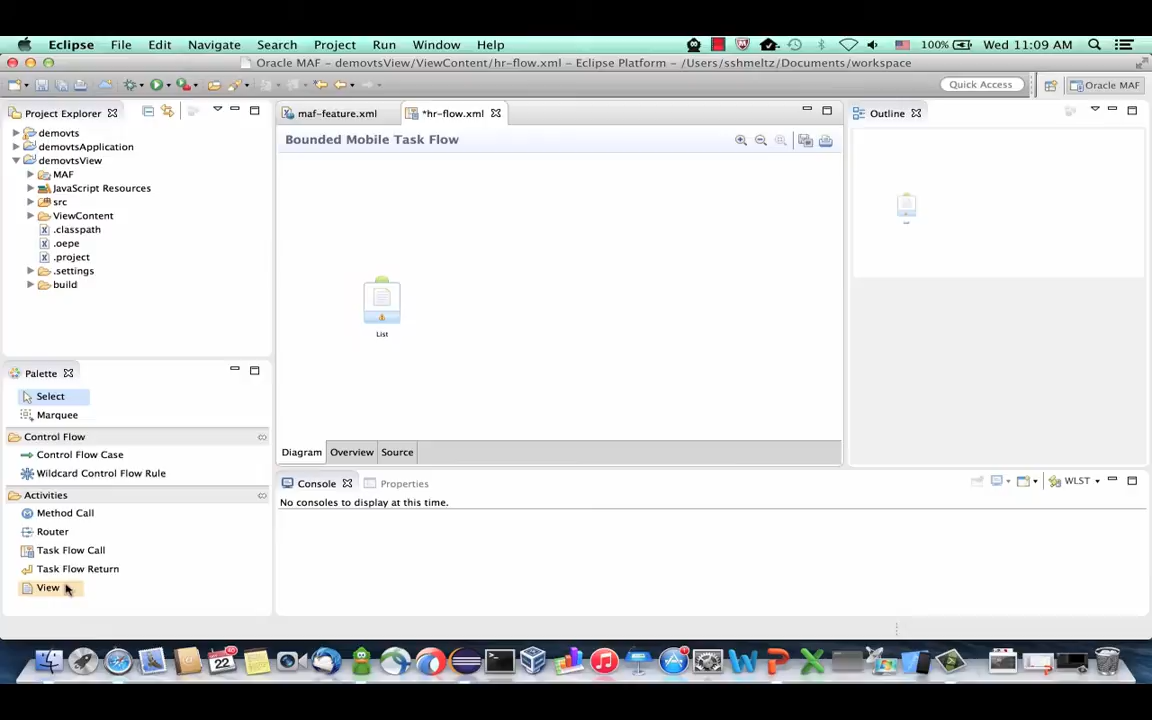 Eclipse File Edit Navigate Search Project Run Window Help 100% Wed 11:09 AM
Oracle MAF - demovtsView/ViewContent/hr-flow.xml - Eclipse Platform - /Users/sshmeltz/Documents/workspace
Quick Access Oracle MAF
Project Explorer
demovts
demovtsApplication
demovtsView
MAF
JavaScript Resources
src
ViewContent
.classpath
.oepe
.project
.settings
build
Palette
Select
Marquee
Control Flow
Control Flow Case
Wildcard Control Flow Rule
Activities
Method Call
Router
Task Flow Call
Task Flow Return
View
maf-feature.xml *hr-flow.xml
Bounded Mobile Task Flow
List
Diagram Overview Source
Console Properties
WLST
No consoles to display at this time.
Outline